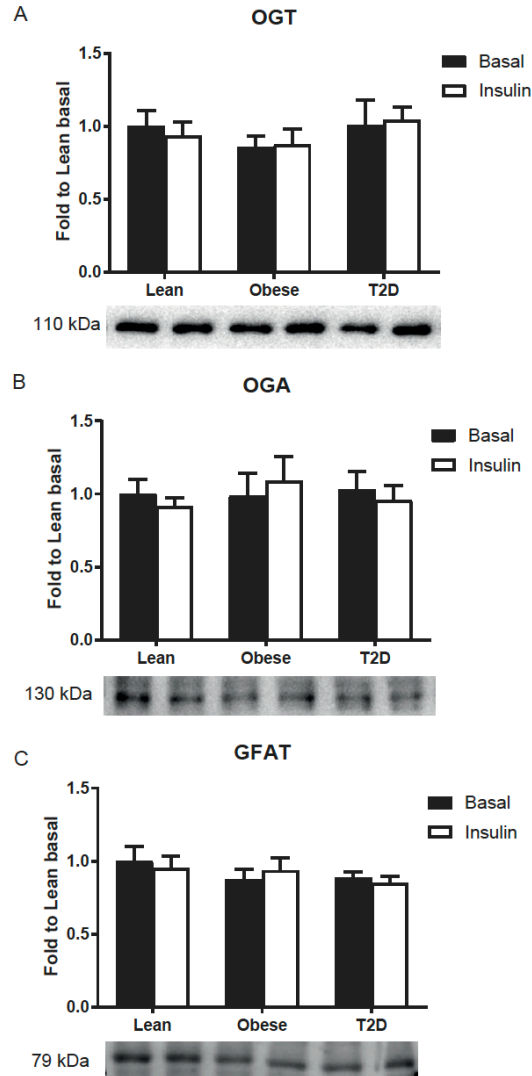 A
OGT
Fold to Lean basal
1.5
1.0
0.5
0.0
Basal
Insulin
Lean Obese T2D
110 kDa
B
OGA
Fold to Lean basal
1.5
1.0
0.5
0.0
Basal
Insulin
Lean Obese T2D
130 kDa
C
GFAT
Fold to Lean basal
1.5
1.0
0.5
0.0
Basal
Insulin
Lean Obese T2D
79 kDa